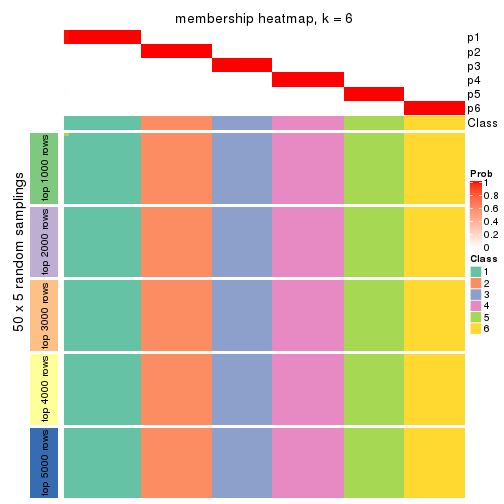 membership heatmap, k = 6
p1
p2
p3
p4
p5
p6
Class
50 x 5 random samplings
top 1000 rows
top 2000 rows
top 3000 rows
top 4000 rows
top 5000 rows
Prob
1
0.8
0.6
0.4
0.2
0
Class
1
2
3
4
5
6